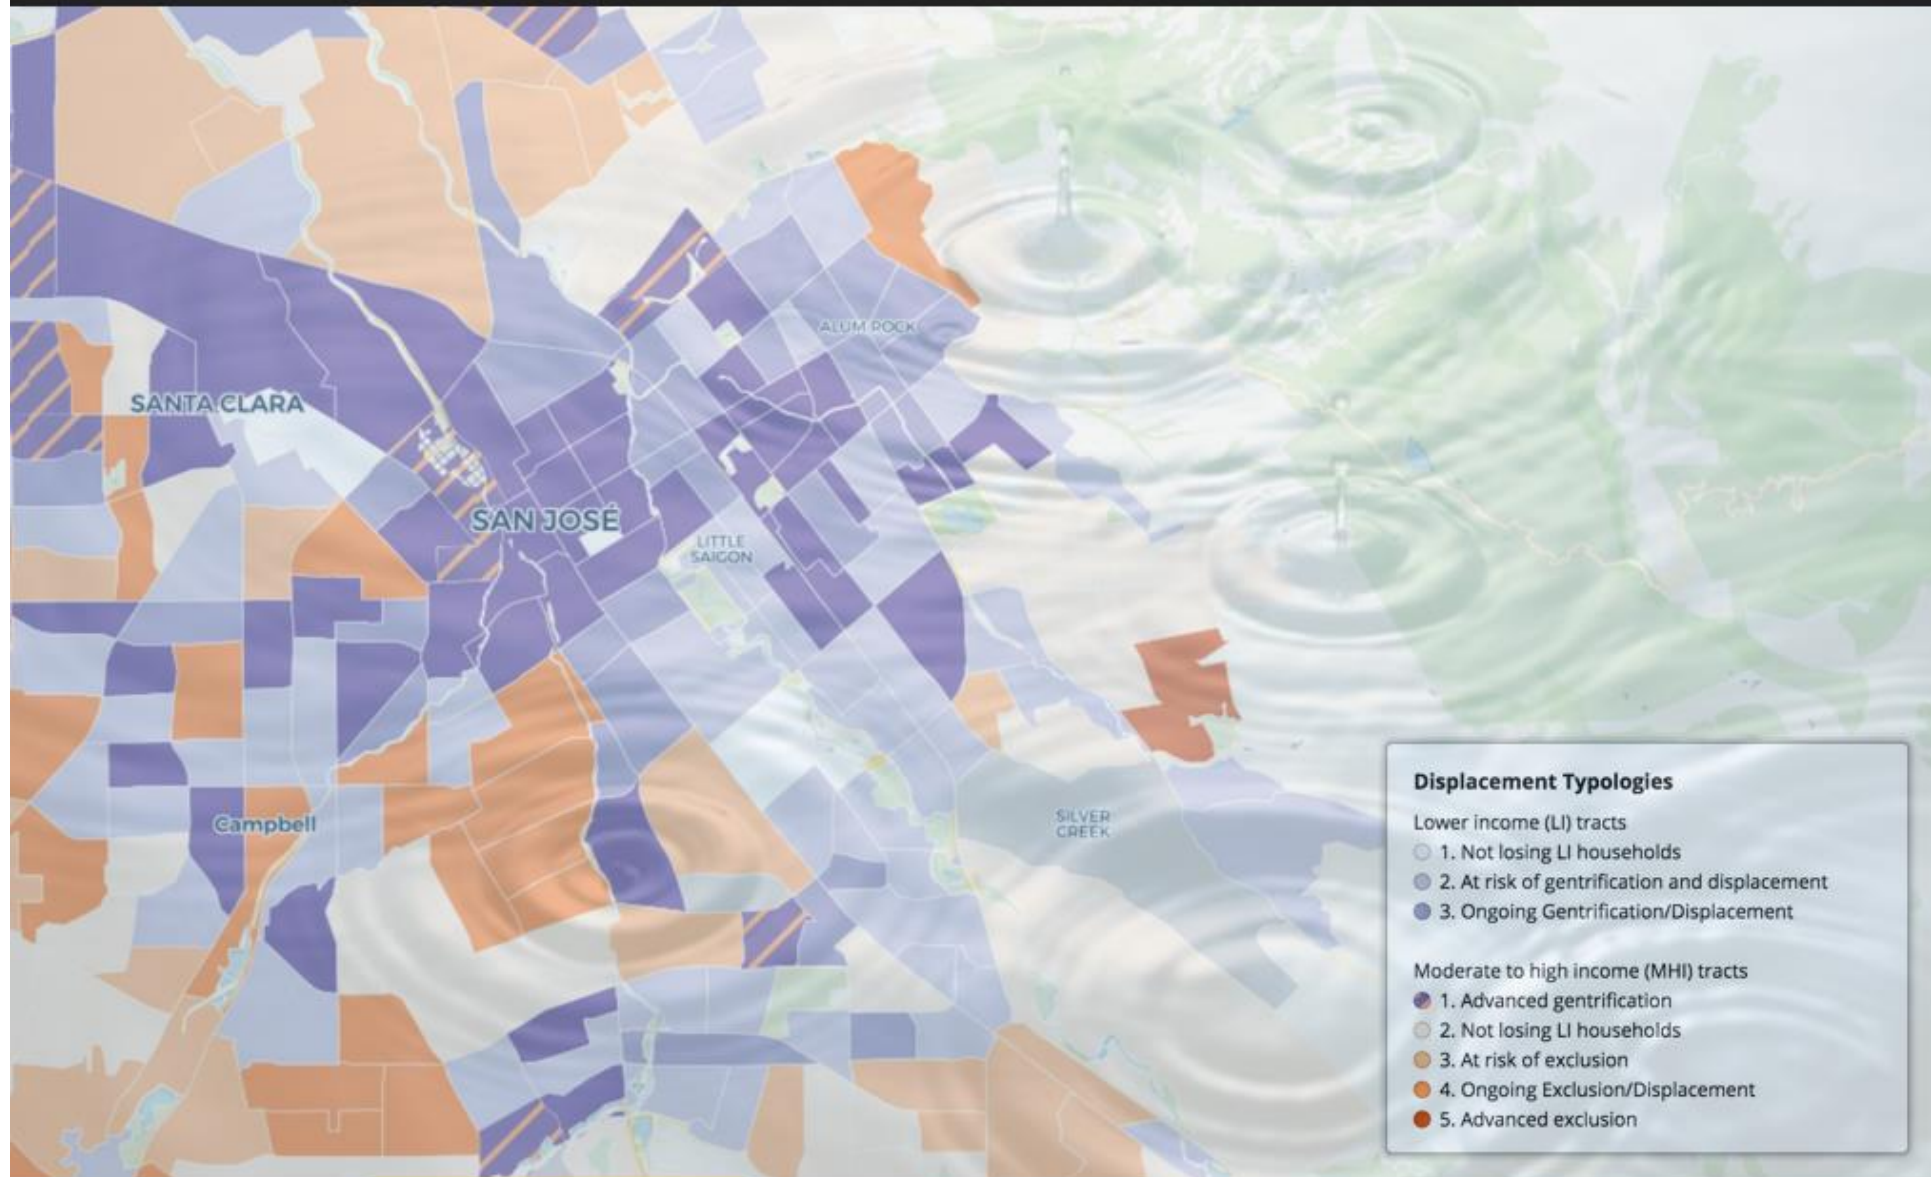 ALUM ROCK
SANTA CLARA
SAN JOSÉ
LITTLE
SAIGON
Campbell
SILVER
CREEK
Displacement Typologies
Lower income (LI) tracts
1. Not losing LI households
2. At risk of gentrification and displacement
3. Ongoing Gentrification/Displacement
Moderate to high income (MHI) tracts
1. Advanced gentrification
2. Not losing LI households
3. At risk of exclusion
4. Ongoing Exclusion/Displacement
5. Advanced exclusion